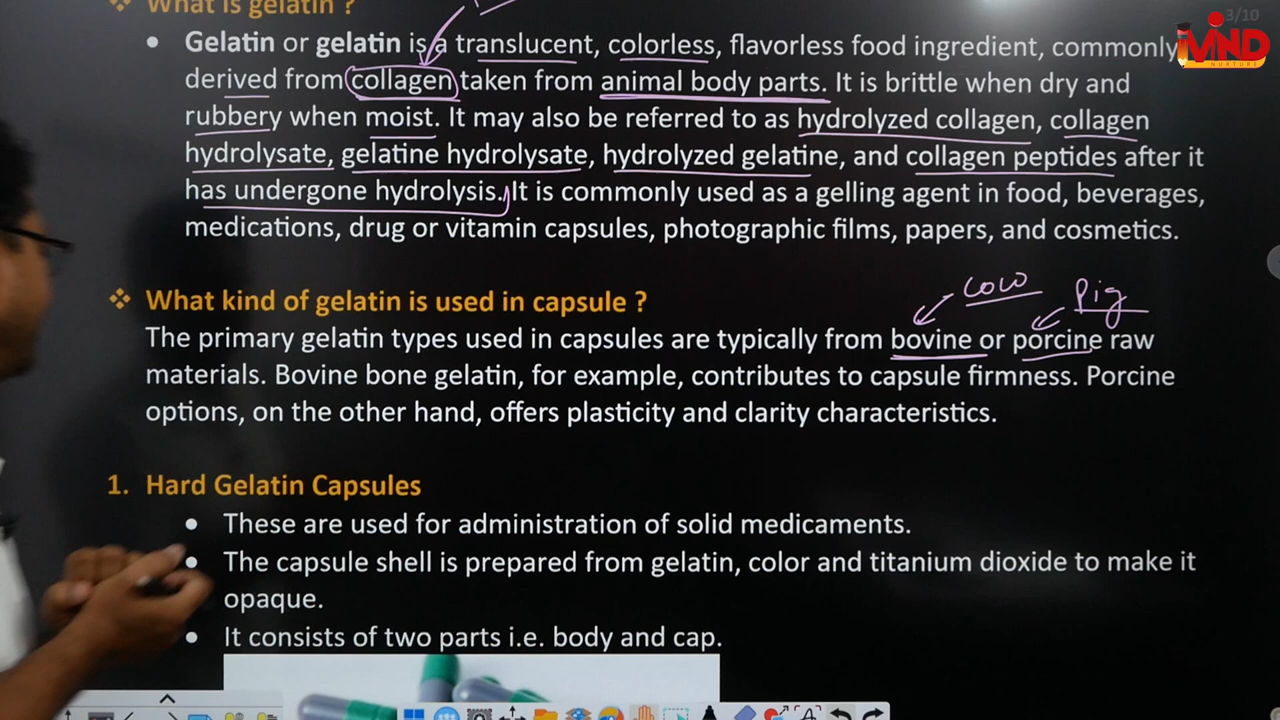 What is gelatin ?
3/10
MIND
NURTURE
Gelatin or gelatin is a translucent, colorless, flavorless food ingredient, commonly
derived from collagen taken from animal body parts. It is brittle when dry and
rubbery when moist. It may also be referred to as hydrolyzed collagen, collagen
hydrolysate, gelatine hydrolysate, hydrolyzed gelatine, and collagen peptides after it
has undergone hydrolysis. It is commonly used as a gelling agent in food, beverages,
medications, drug or vitamin capsules, photographic films, papers, and cosmetics.
cow Pig
What kind of gelatin is used in capsule ?
The primary gelatin types used in capsules are typically from bovine or porcine raw
materials. Bovine bone gelatin, for example, contributes to capsule firmness. Porcine
options, on the other hand, offers plasticity and clarity characteristics.
1. Hard Gelatin Capsules
These are used for administration of solid medicaments.
The capsule shell is prepared from gelatin, color and titanium dioxide to make it
opaque.
It consists of two parts i.e. body and cap.